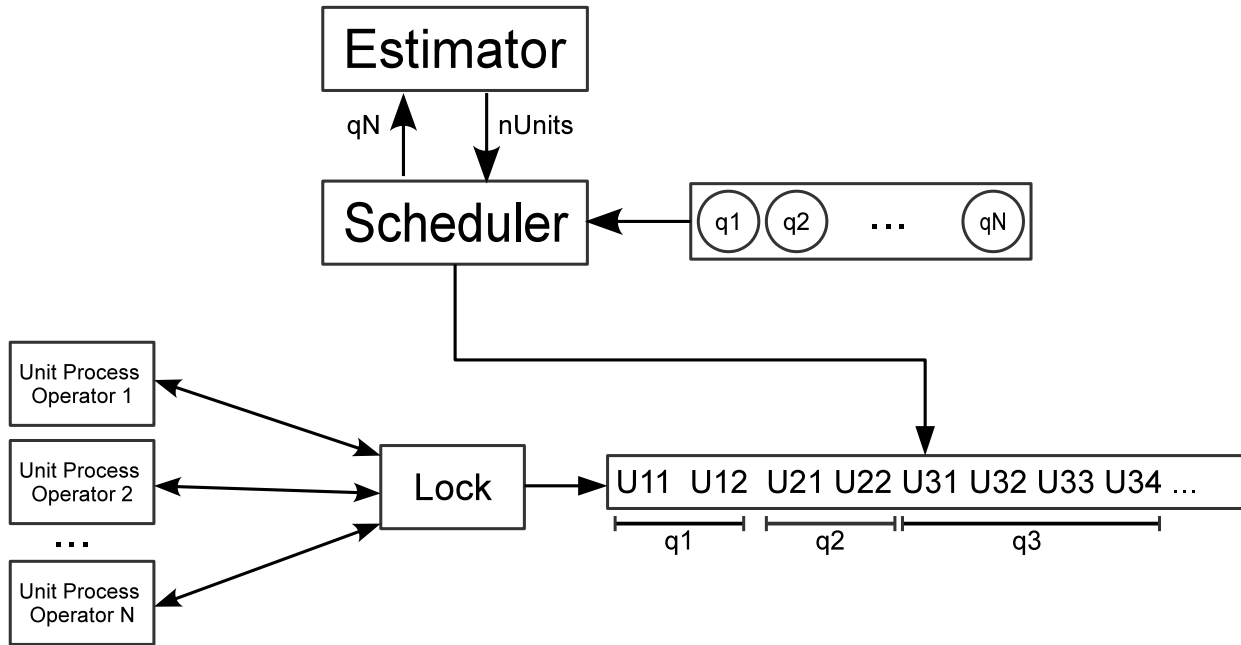 Estimator
qN
nUnits
Scheduler
q1 q2 ... qN
Unit Process
Operator 1
Unit Process
Operator 2
...
Unit Process
Operator N
Lock
U11 U12 U21 U22 U31 U32 U33 U34 ...
q1 q2 q3